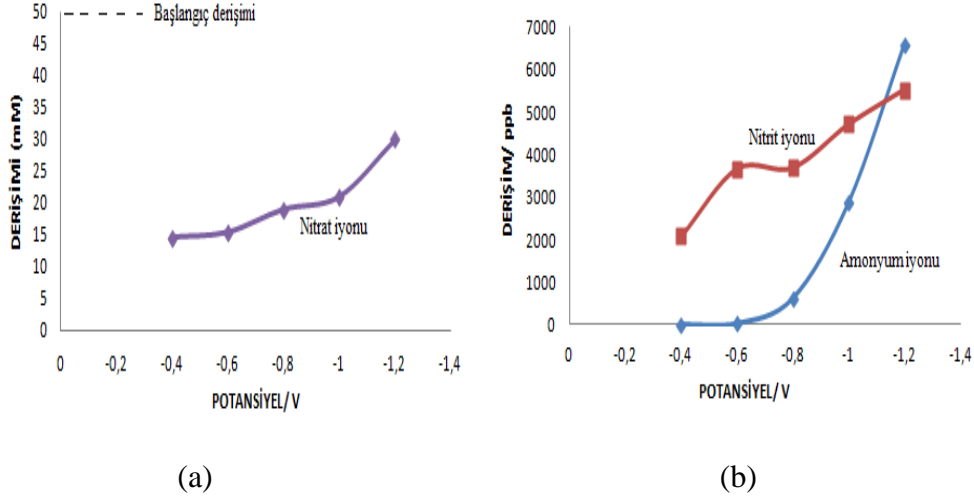 Başlangıç derişimi
50
45
40
35
30
25
20
15
10
5
0
DERİŞİMİ (mM)
Nitrat iyonu
0 -0,2 -0,4 -0,6 -0,8 -1 -1,2 -1,4
POTANSİYEL/ V
(a)
7000
6000
5000
4000
3000
2000
1000
0
DERİŞİM/ ppb
Nitrit iyonu
Amonyum iyonu
0 -0,2 -0,4 -0,6 -0,8 -1 -1,2 -1,4
POTANSİYEL/ V
(b)